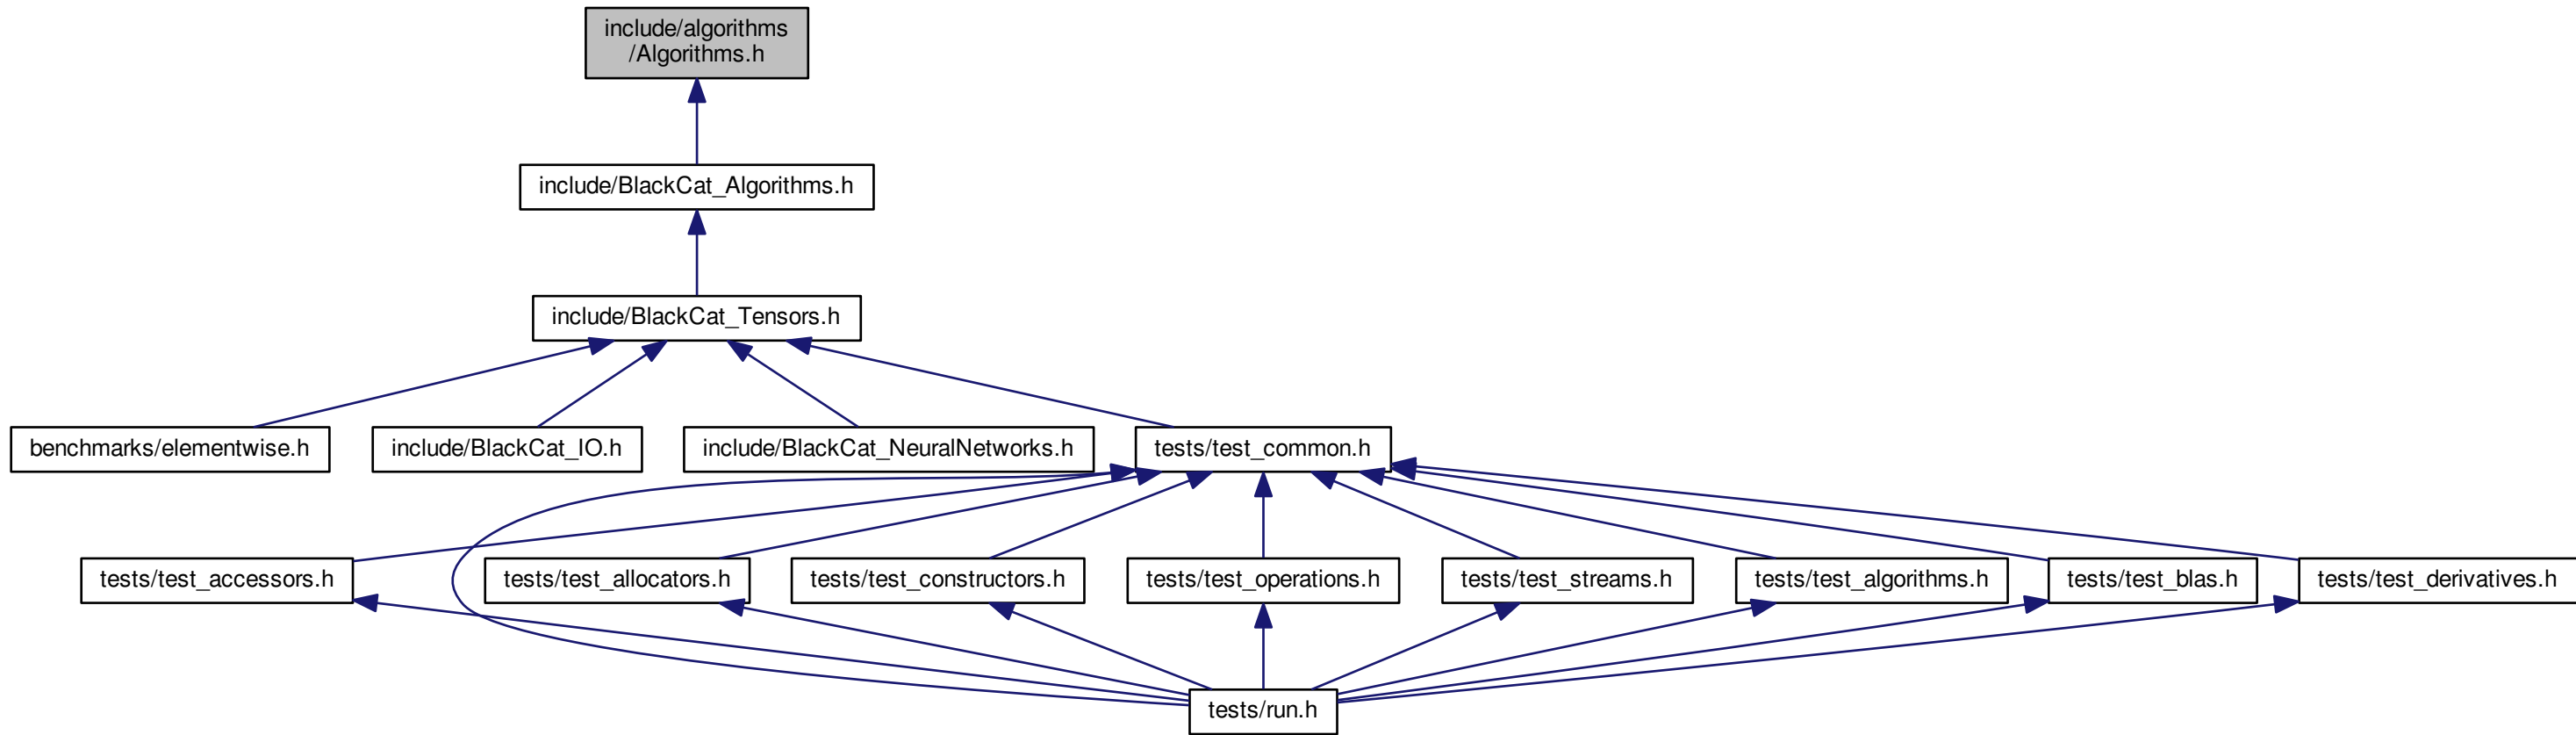 include/algorithms
/Algorithms.h
include/BlackCat_Algorithms.h
include/BlackCat_Tensors.h
benchmarks/elementwise.h
include/BlackCat_IO.h
include/BlackCat_NeuralNetworks.h
tests/test_common.h
tests/test_accessors.h
tests/test_allocators.h
tests/test_constructors.h
tests/test_operations.h
tests/test_streams.h
tests/test_algorithms.h
tests/test_blas.h
tests/test_derivatives.h
tests/run.h